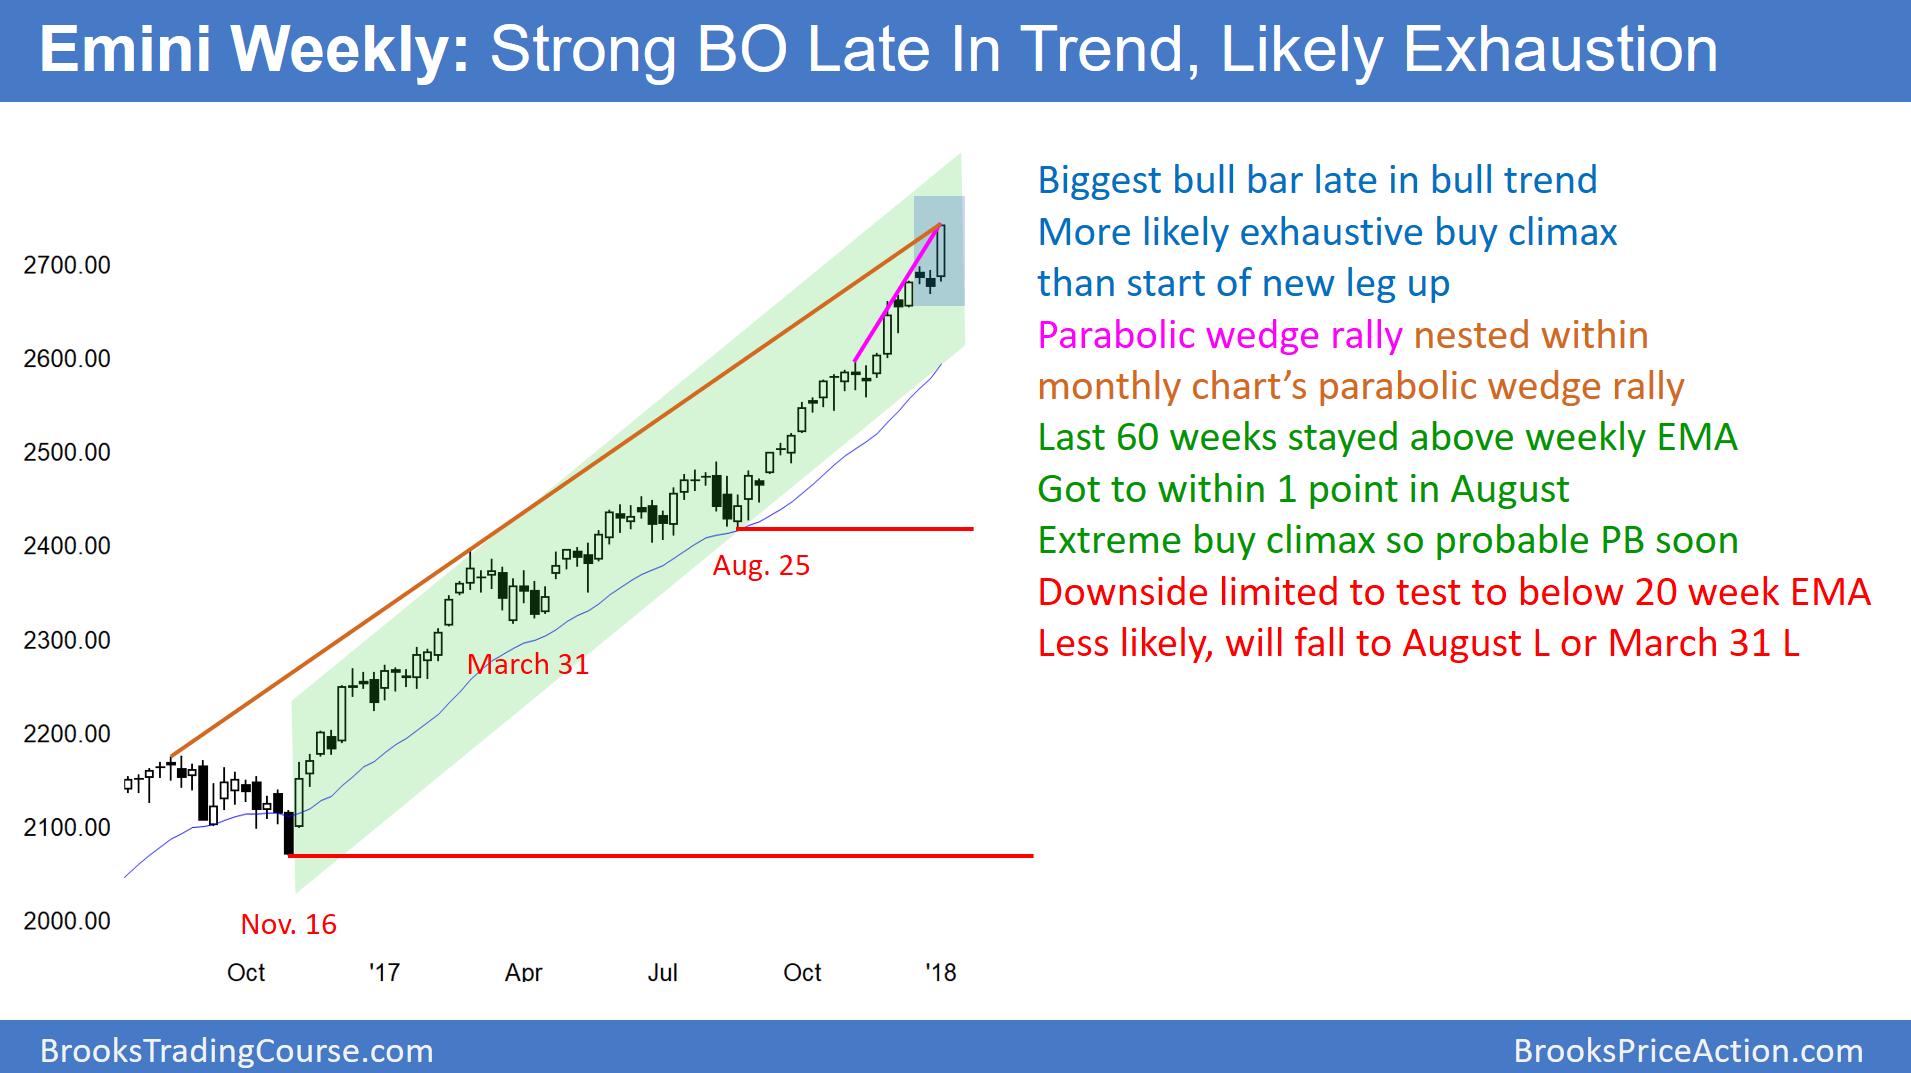 Emini Weekly: Strong BO Late In Trend, Likely Exhaustion
Biggest bull bar late in bull trend
More likely exhaustive buy climax
than start of new leg up
Parabolic wedge rally nested within
monthly chart’s parabolic wedge rally
Last 60 weeks stayed above weekly EMA
Got to within 1 point in August
Extreme buy climax so probable PB soon
Downside limited to test to below 20 week EMA
Less likely, will fall to August L or March 31 L
2700.00
2600.00
2500.00
2400.00
2300.00
2200.00
2100.00
2000.00
Aug. 25
March 31
Nov. 16
Oct '17 Apr Jul Oct '18
BrooksTradingCourse.com
BrooksPriceAction.com